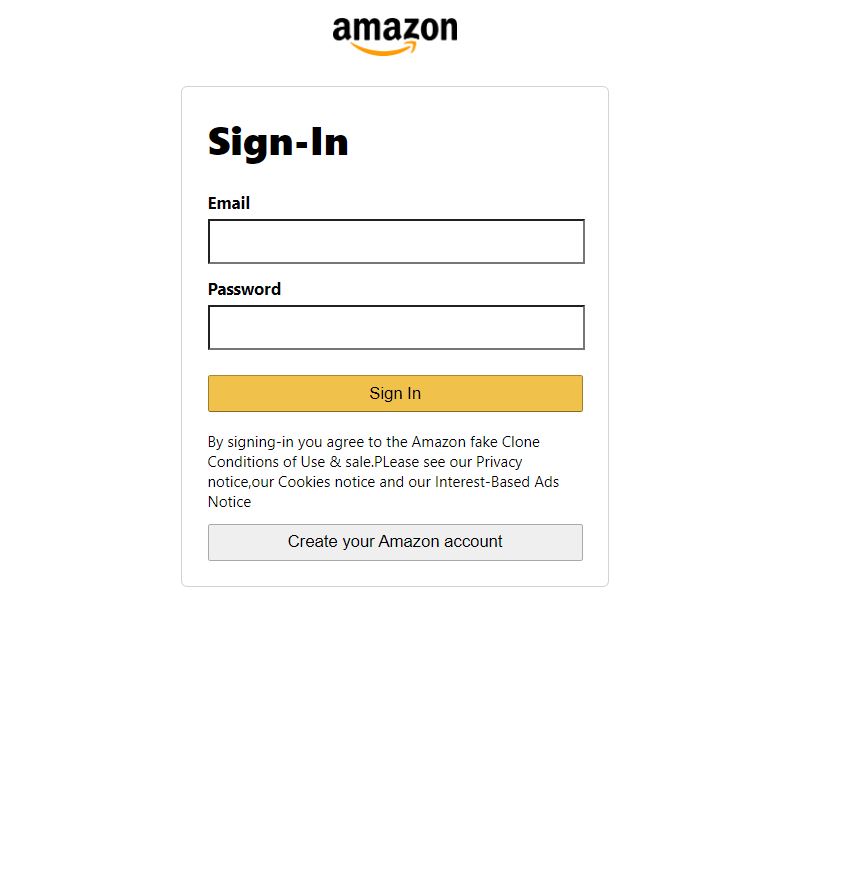 amazon
Sign-In
Email
Password
Sign In
By signing-in you agree to the Amazon fake Clone
Conditions of Use & sale.PLease see our Privacy
notice,our Cookies notice and our Interest-Based Ads
Notice
Create your Amazon account